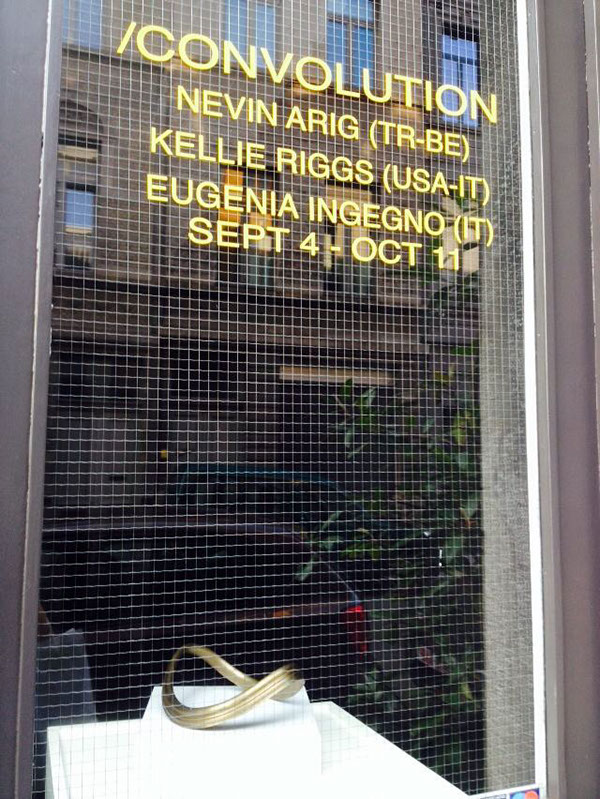 /CONVOLUTION
NEVIN ARIG (TR-BE)
KELLIE RIGGS (USA-IT)
EUGENIA INGEGNO (IT)
SEPT 4 - OCT 11